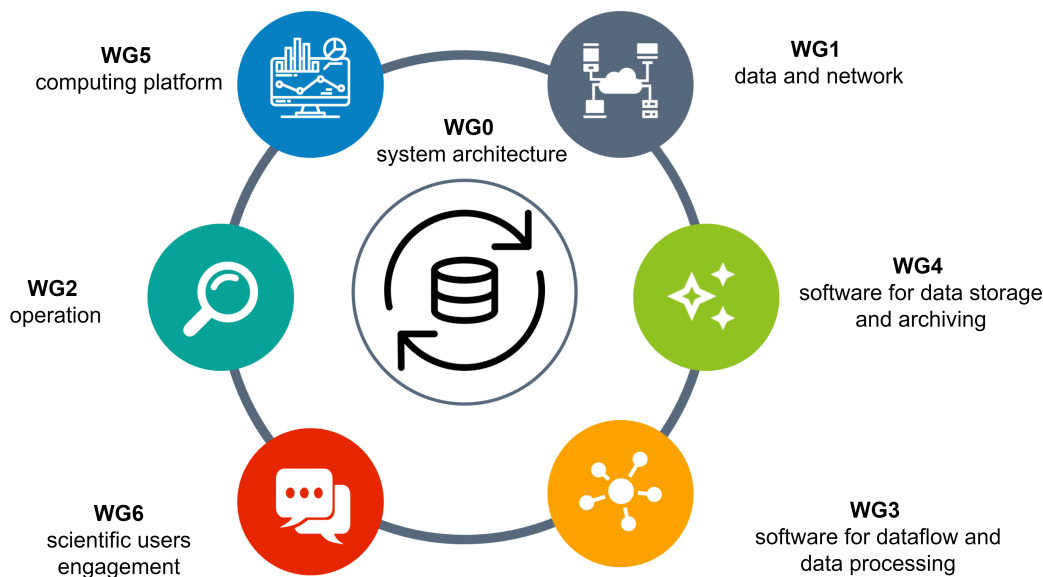 WG5
computing platform
WG1
data and network
WG0
system architecture
WG2
operation
WG4
software for data storage
and archiving
WG6
scientific users
engagement
WG3
software for dataflow and
data processing